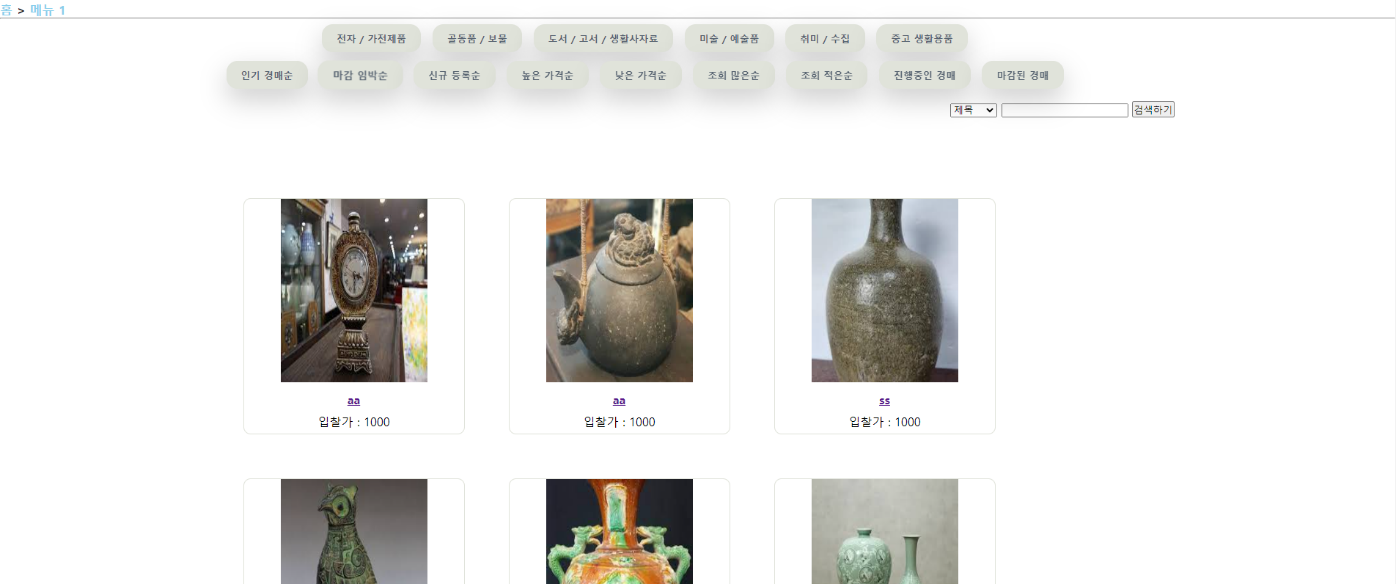 홈 > 메뉴 1
전자 / 가전제품 골동품 / 보물 도서 / 고서 / 생활사자료 미술 / 예술품 취미 / 수집 중고 생활용품
인기 경매순 마감 임박순 신규 등록순 높은 가격순 낮은 가격순 조회 많은순 조회 적은순 진행중인 경매 마감된 경매
제목 검색하기
aa aa ss
입찰가 : 1000 입찰가 : 1000 입찰가 : 1000